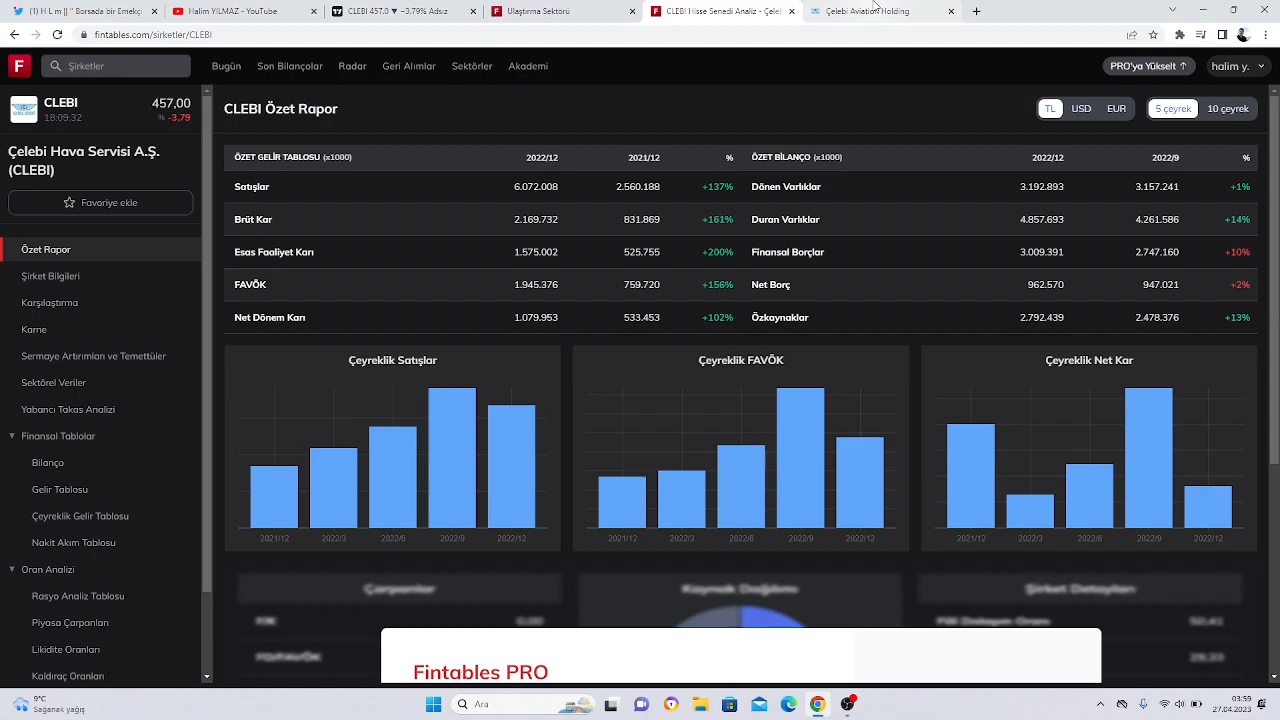 (1) H L m | 'Borsada bir Emekçi
Halim YILMAZ - YouTube
CLEBI 457.0 ▼ −3.79% Adsız
Ulaştırma Sektörü
CLEBI Hisse Senedi Analiz - Çeleb
Çelebi Aviation Holding
fintables.com/sirketler/CLEBI
F
Şirketler
Bugün
Son Bilançolar
Radar
Geri Alımlar
Sektörler
Akademi
PRO'ya Yükselt ↑
halim y.
CLEBI
457,00
18:09:32
% -3,79
Çelebi Hava Servisi A.Ş.
(CLEBI)
Favoriye ekle
Özet Rapor
Şirket Bilgileri
Karşılaştırma
Karne
Sermaye Artırımları ve Temettüler
Sektörel Veriler
Yabancı Takas Analizi
Finansal Tablolar
Bilanço
Gelir Tablosu
Çeyreklik Gelir Tablosu
Nakit Akım Tablosu
Oran Analizi
Rasyo Analiz Tablosu
Piyasa Çarpanları
Likidite Oranları
Kaldıraç Oranları
CLEBI Özet Rapor
TL USD EUR
5 çeyrek 10 çeyrek
ÖZET GELİR TABLOSU (x1000) 2022/12 2021/12 %
Satışlar 6.072.008 2.560.188 +137%
Brüt Kar 2.169.732 831.869 +161%
Esas Faaliyet Karı 1.575.002 525.755 +200%
FAVÖK 1.945.376 759.720 +156%
Net Dönem Karı 1.079.953 533.453 +102%
ÖZET BİLANÇO (x1000) 2022/12 2022/9 %
Dönen Varlıklar 3.192.893 3.157.241 +1%
Duran Varlıklar 4.857.693 4.261.586 +14%
Finansal Borçlar 3.009.391 2.747.160 +10%
Net Borç 962.570 947.021 +2%
Özkaynaklar 2.792.439 2.478.376 +13%
Çeyreklik Satışlar
2021/12 2022/3 2022/6 2022/9 2022/12
Çeyreklik FAVÖK
2021/12 2022/3 2022/6 2022/9 2022/12
Çeyreklik Net Kar
2021/12 2022/3 2022/6 2022/9 2022/12
Çarpanlar
Kaynak Dağılımı
Şirket Detayları
Fiili Dolaşım Oranı
Fintables PRO
9°C
Sağanak yağış
Ara
03:59
27.04.2023